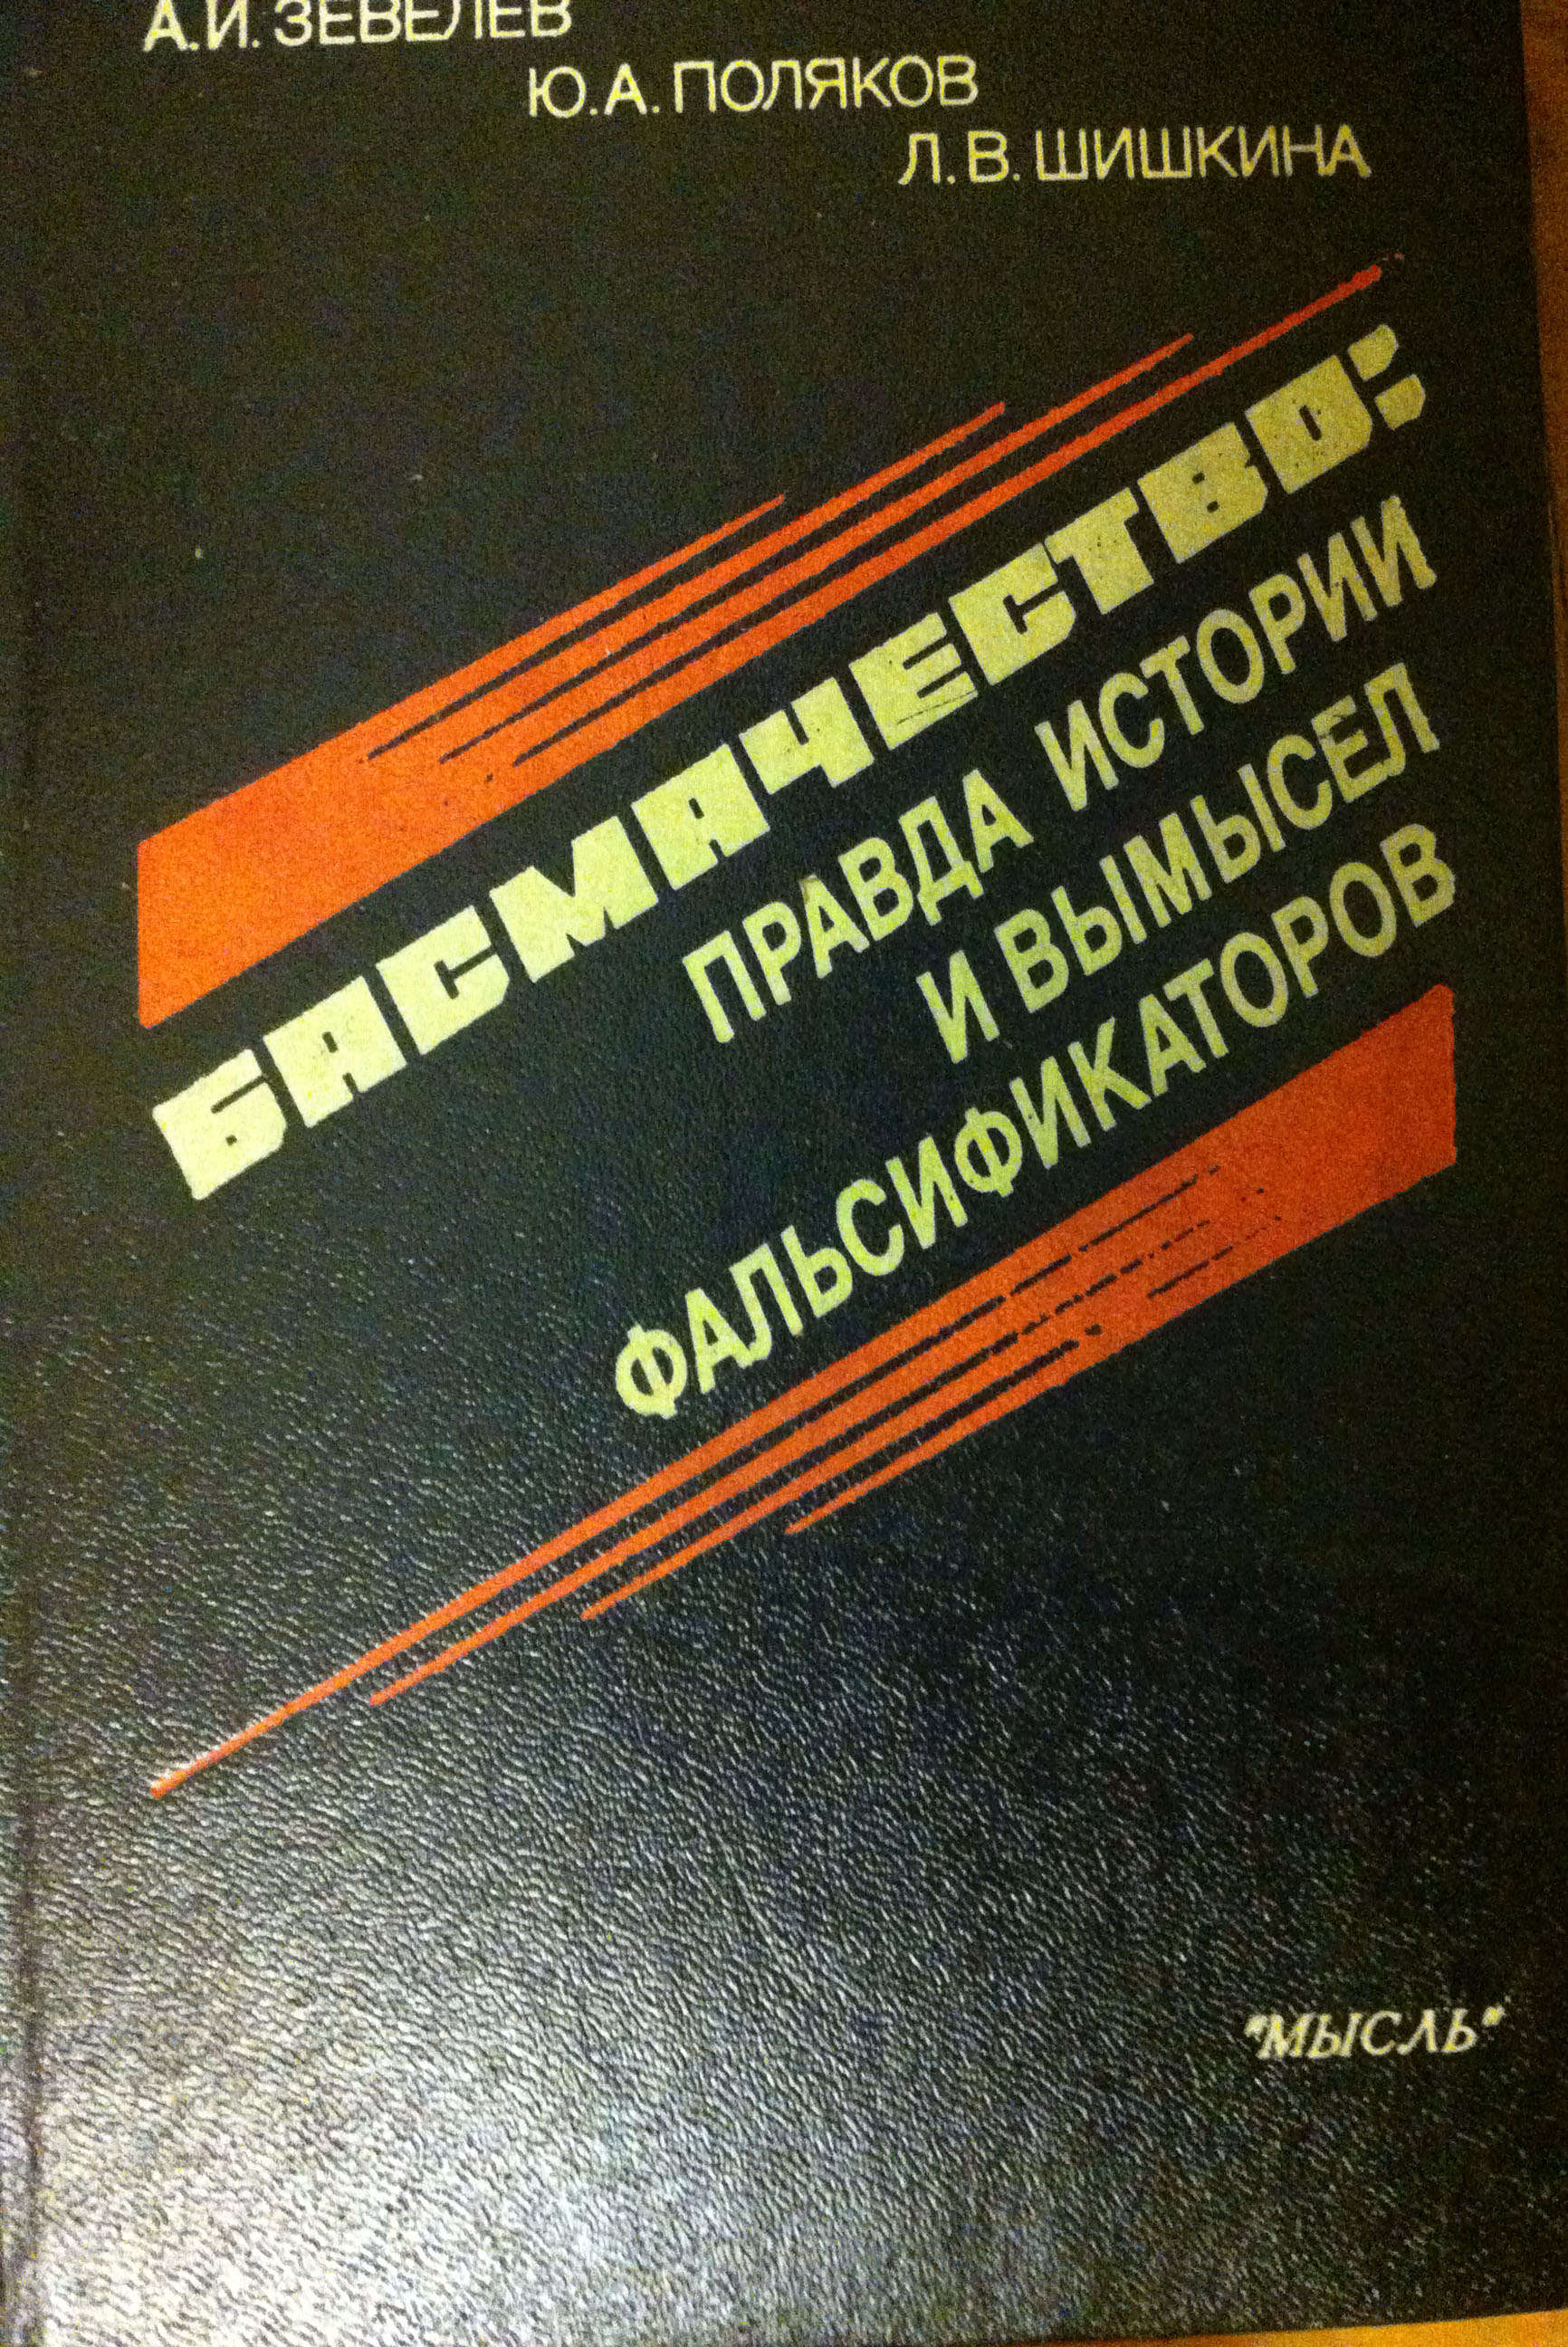 А.И. ЗЕВЕЛЕВ
Ю.А. ПОЛЯКОВ
Л.В. ШИШКИНА
БАСМАЧЕСТВО:
ПРАВДА ИСТОРИИ
И ВЫМЫСЕЛ
ФАЛЬСИФИКАТОРОВ
"МЫСЛЬ"